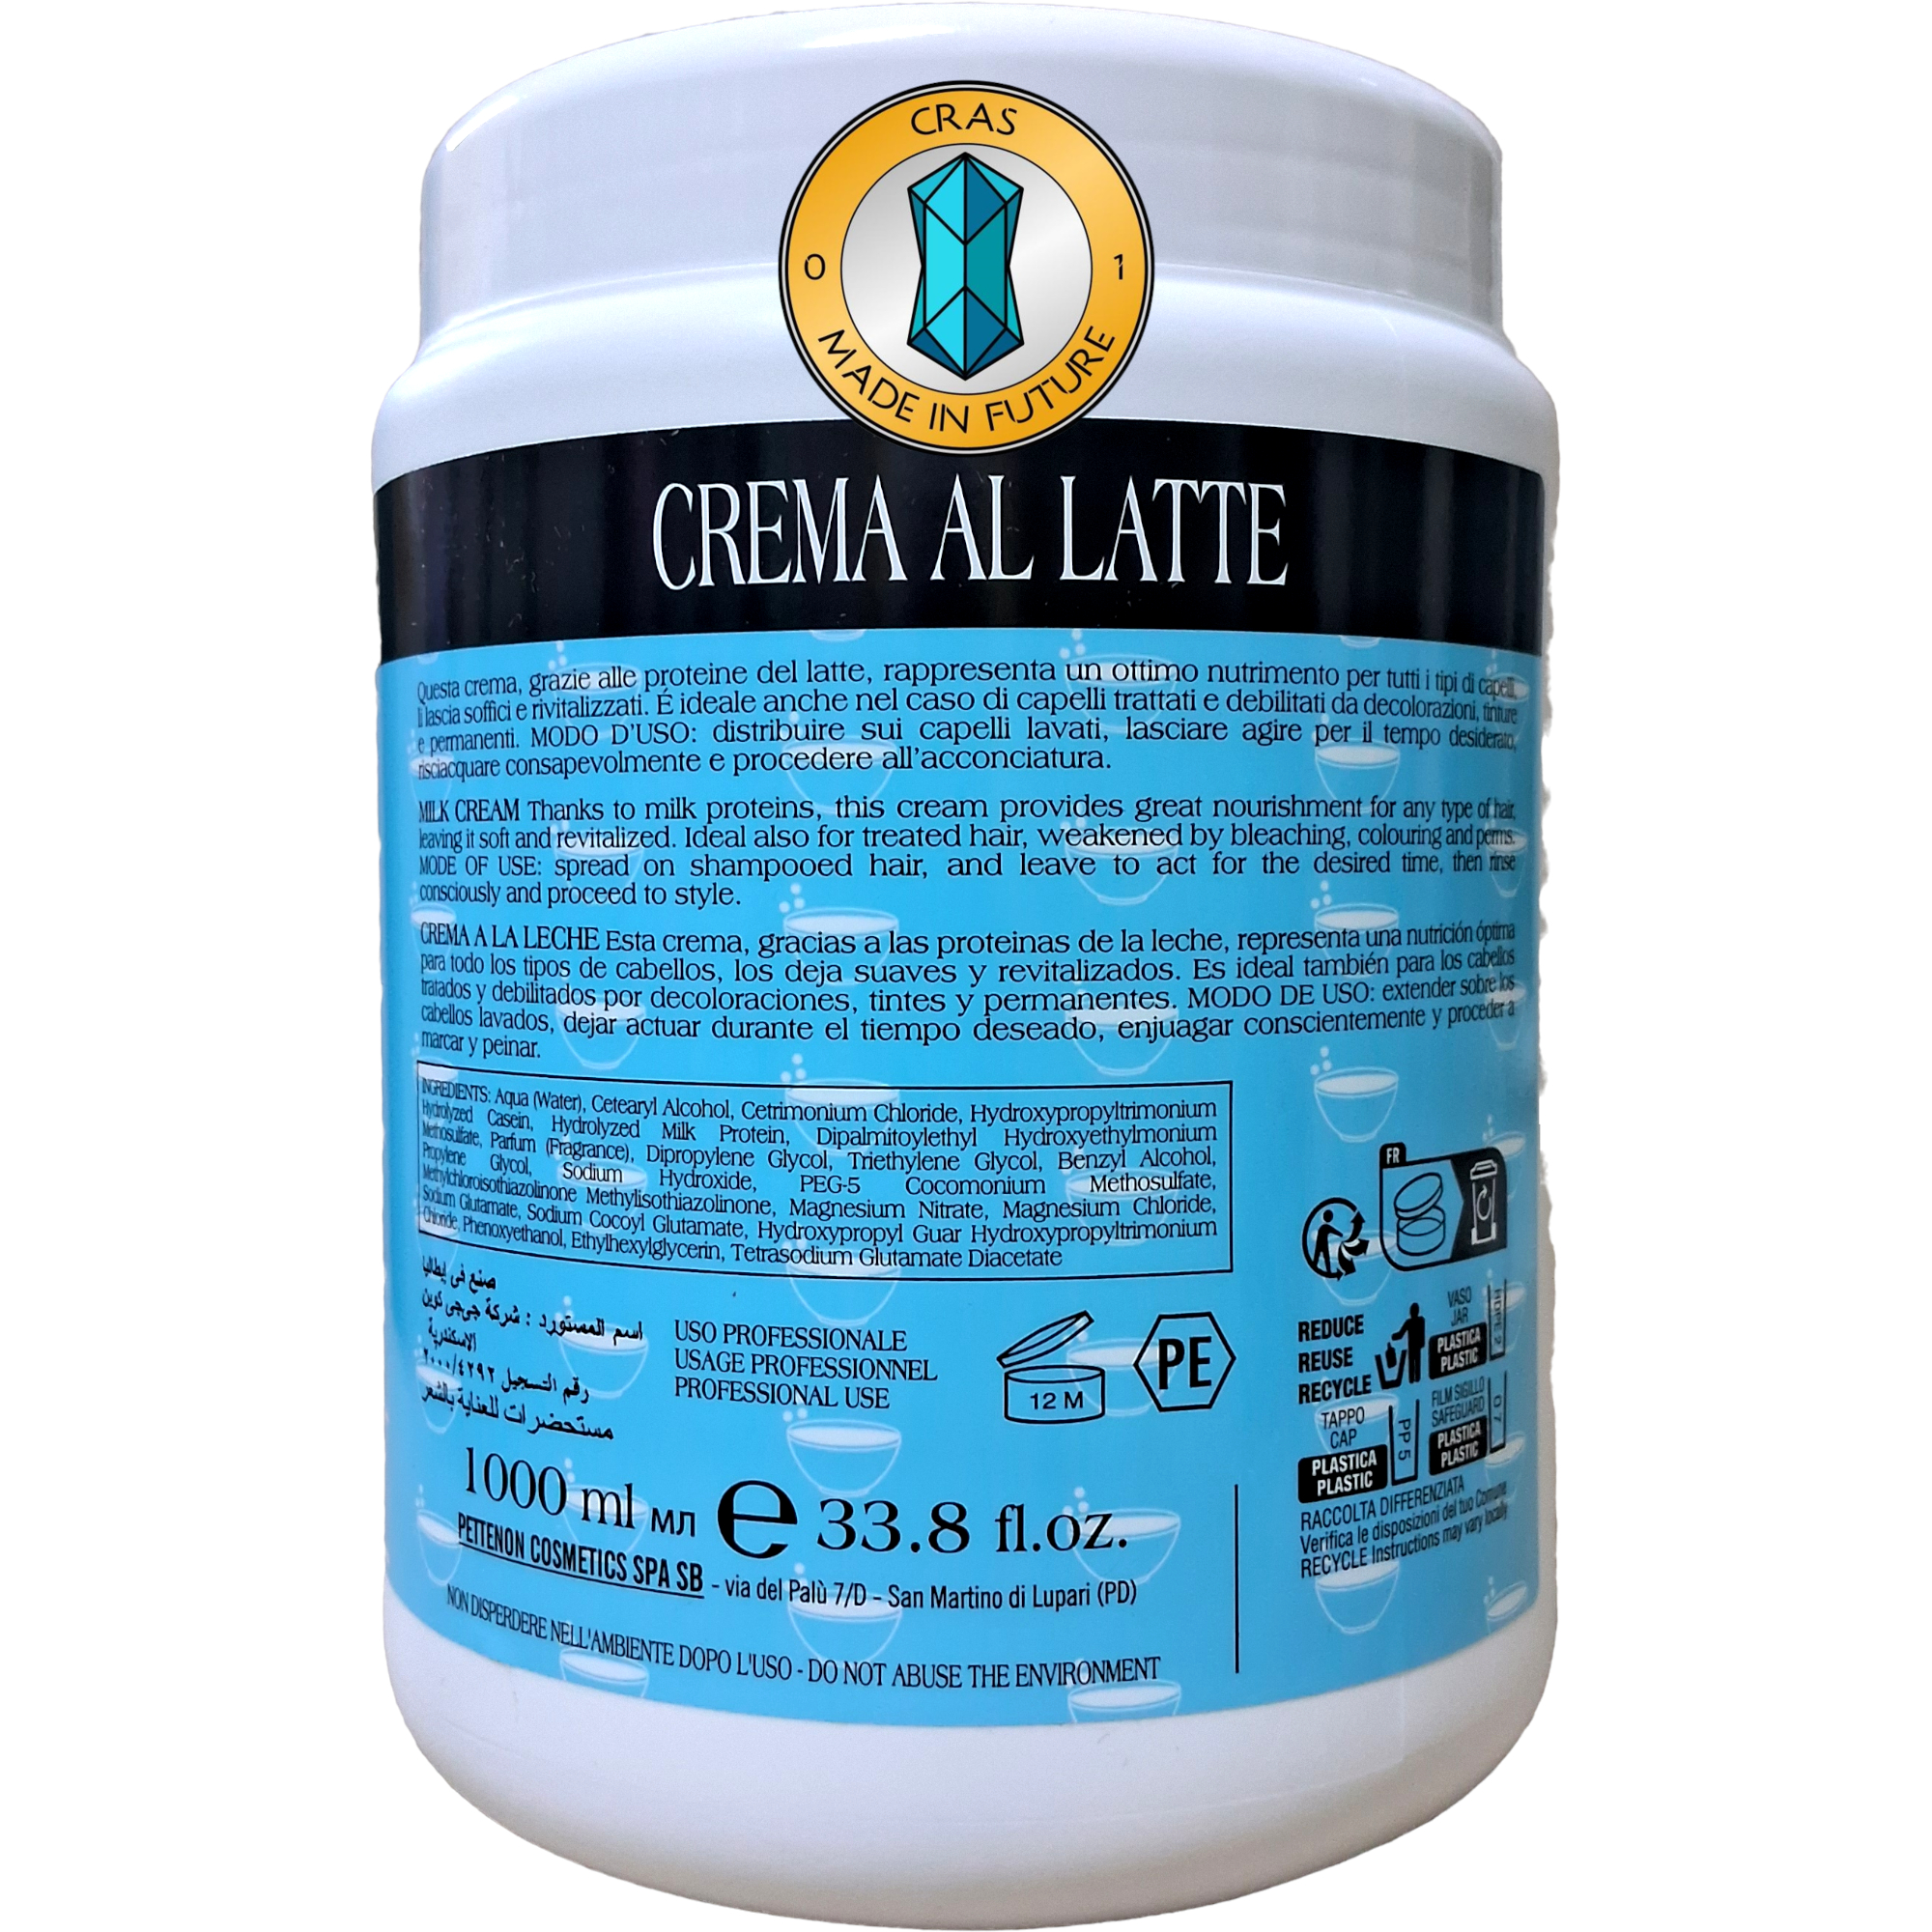 CRAS
0 1
MADE IN FUTURE
CREMA AL LATTE
Questa crema, grazie alle proteine del latte, rappresenta un ottimo nutrimento per tutti i tipi di capelli,
li lascia soffici e rivitalizzati. É ideale anche nel caso di capelli trattati e debilitati da decolorazioni, tinture
e permanenti. MODO D'USO: distribuire sui capelli lavati, lasciare agire per il tempo desiderato,
risciacquare consapevolmente e procedere all'acconciatura.
MILK CREAM Thanks to milk proteins, this cream provides great nourishment for any type of hair,
leaving it soft and revitalized. Ideal also for treated hair, weakened by bleaching, colouring and perms.
MODE OF USE: spread on shampooed hair, and leave to act for the desired time, then rinse
consciously and proceed to style.
CREMA A LA LECHE Esta crema, gracias a las proteinas de la leche, representa una nutrición óptima
para todo los tipos de cabellos, los deja suaves y revitalizados. Es ideal también para los cabellos
tratados y debilitados por decoloraciones, tintes y permanentes. MODO DE USO: extender sobre los
cabellos lavados, dejar actuar durante el tiempo deseado, enjuagar conscientemente y proceder a
marcar y peinar.
INGREDIENTS: Aqua (Water), Cetearyl Alcohol, Cetrimonium Chloride, Hydroxypropyltrimonium
Hydrolyzed Casein, Hydrolyzed Milk Protein, Dipalmitoylethyl Hydroxyethylmonium
Methosulfate, Parfum (Fragrance), Dipropylene Glycol, Triethylene Glycol, Benzyl Alcohol,
Propylene Glycol, Sodium Hydroxide, PEG-5 Cocomonium Methosulfate,
Methylchloroisothiazolinone Methylisothiazolinone, Magnesium Nitrate, Magnesium Chloride,
Sodium Glutamate, Sodium Cocoyl Glutamate, Hydroxypropyl Guar Hydroxypropyltrimonium
Chloride, Phenoxyethanol, Ethylhexylglycerin, Tetrasodium Glutamate Diacetate
صنع فى إيطاليا
اسم المستورد : شركة جى جى كوين
الإسكندرية
رقم التسجيل ٢٠٠٠/٤٢٩٢
مستحضرات للعناية بالشعر
USO PROFESSIONALE
USAGE PROFESSIONNEL
PROFESSIONAL USE
12 M
PE
1000 ml мл e 33.8 fl.oz.
PETTENON COSMETICS SPA SB - via del Palù 7/D - San Martino di Lupari (PD)
NON DISPERDERE NELL'AMBIENTE DOPO L'USO - DO NOT ABUSE THE ENVIRONMENT
FR
REDUCE
REUSE
RECYCLE
VASO
JAR
PLASTICA
PLASTIC
HDPE 2
TAPPO
CAP
PLASTICA
PLASTIC
PP 5
FILM SIGILLO
SAFEGUARD
PLASTICA
PLASTIC
O 7
RACCOLTA DIFFERENZIATA
Verifica le disposizioni del tuo Comune
RECYCLE Instructions may vary locally